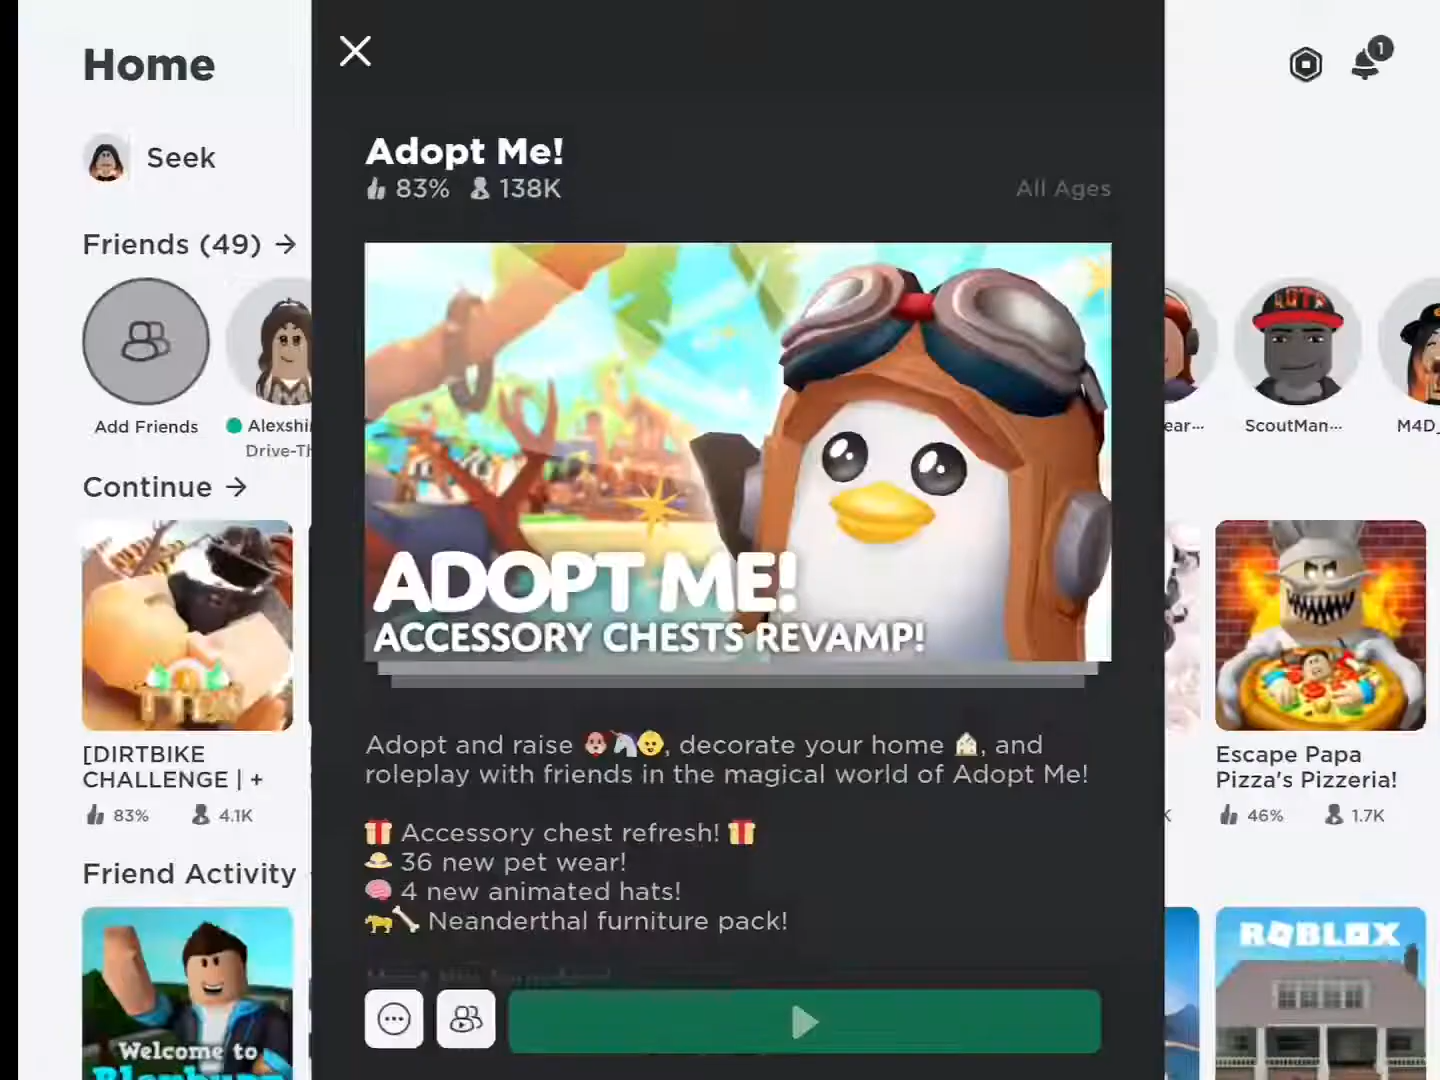 Home
1
Seek
Friends (49) →
Add Friends
Alexshi
Drive-Th
Continue →
[DIRTBIKE
CHALLENGE | +
83% 4.1K
Friend Activity
Welcome to
Adopt Me!
83% 138K
All Ages
ADOPT ME!
ACCESSORY CHESTS REVAMP!
Adopt and raise 👶🦄👶, decorate your home 🏠, and
roleplay with friends in the magical world of Adopt Me!
🎁 Accessory chest refresh! 🎁
👒 36 new pet wear!
🧠 4 new animated hats!
🐆🦴 Neanderthal furniture pack!
ear...
ScoutMan...
M4D_
Escape Papa
Pizza's Pizzeria!
K
46% 1.7K
ROBLOX